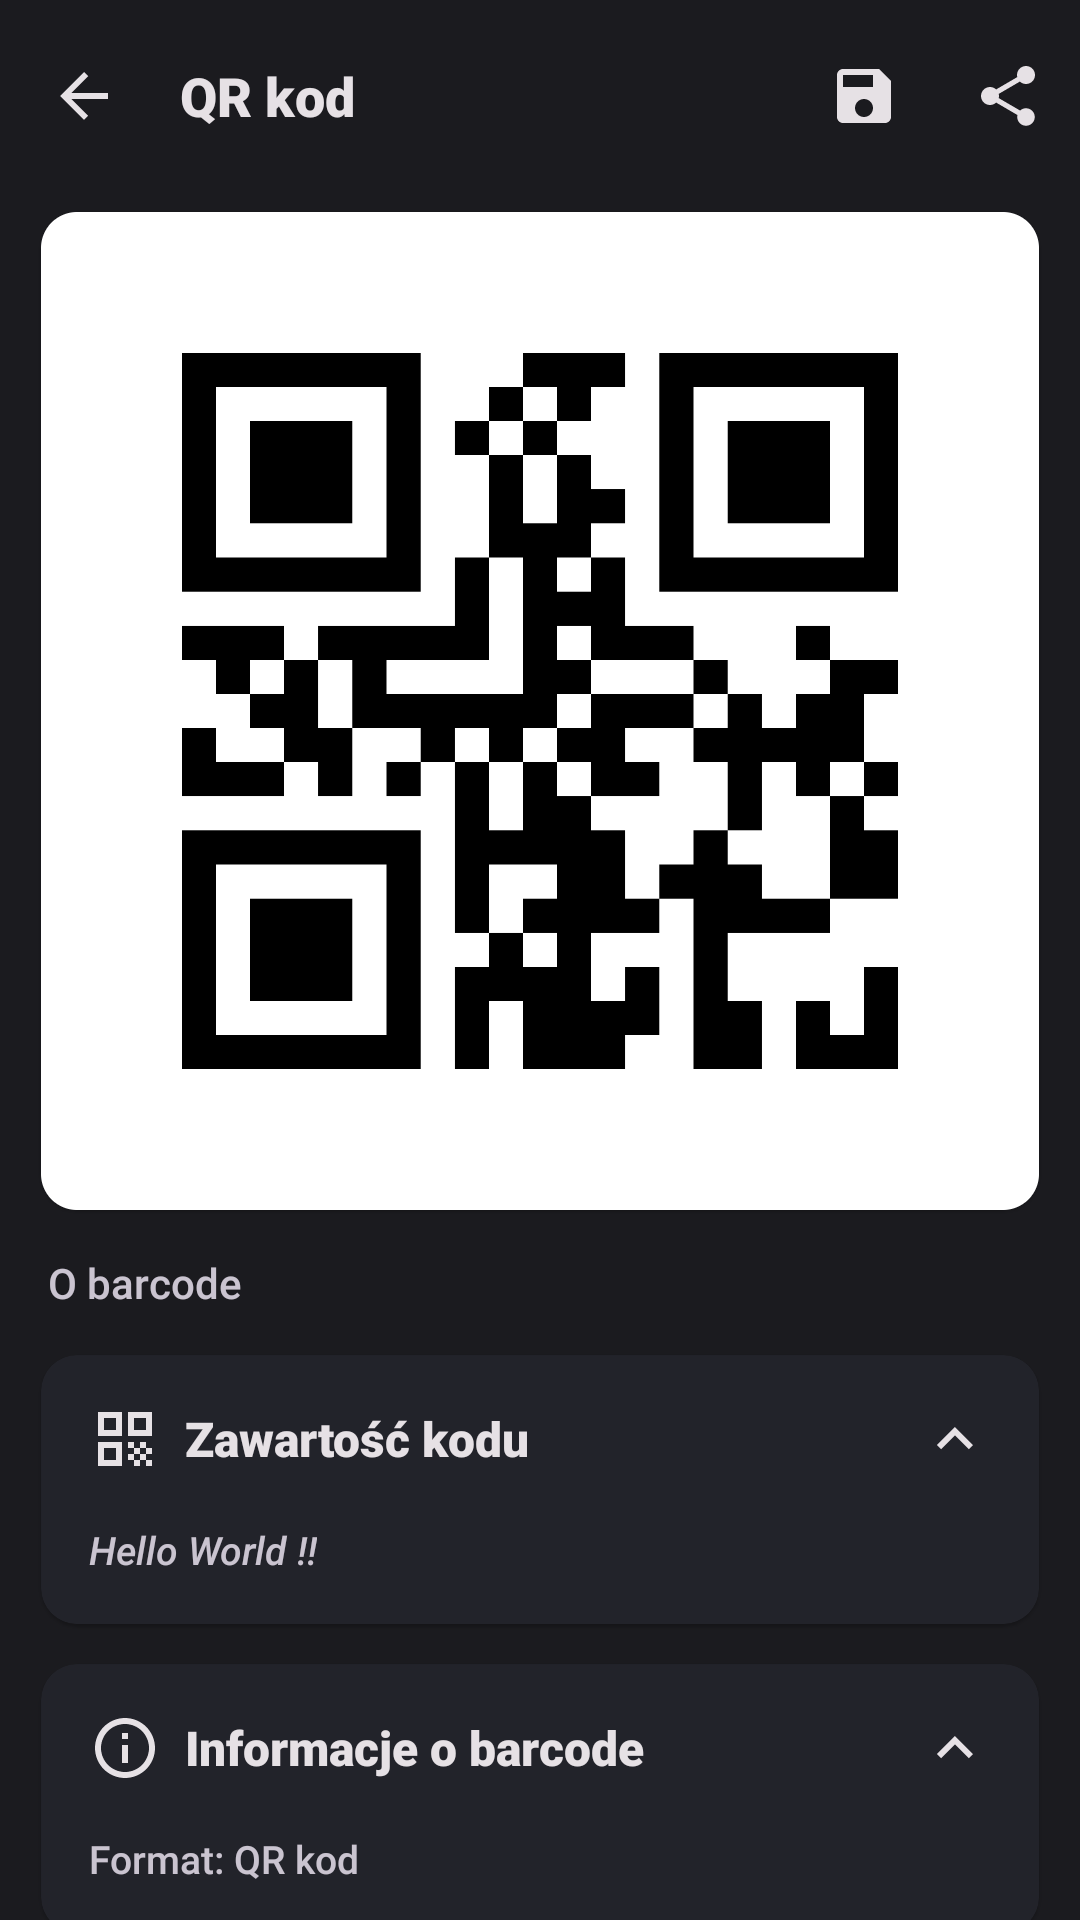 QR kod
O barcode
Zawartość kodu
Hello World !!
Informacje o barcode
Format: QR kod